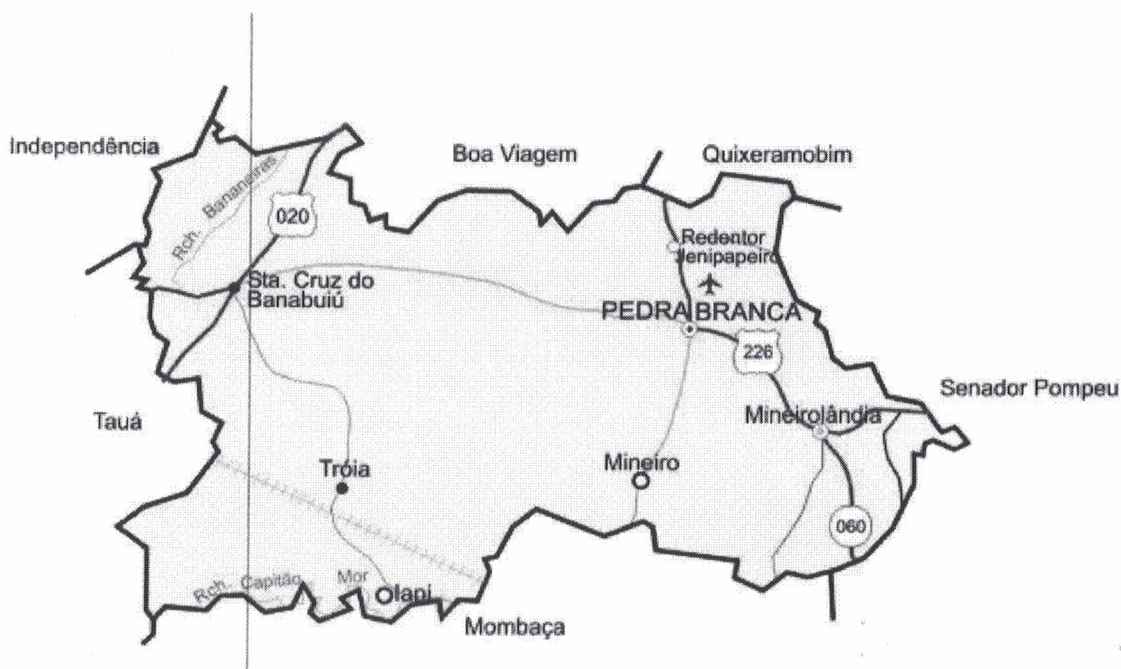 Independência
Boa Viagem
Quixeramobim
Rch. Bananeiras
020
Redentor
Jenipapeiro
Sta. Cruz do
Banabuiú
PEDRA BRANCA
226
Senador Pompeu
Tauá
Mineirolândia
Tróia
Mineiro
060
Rch. Capitão Mor
Iapi
Mombaça